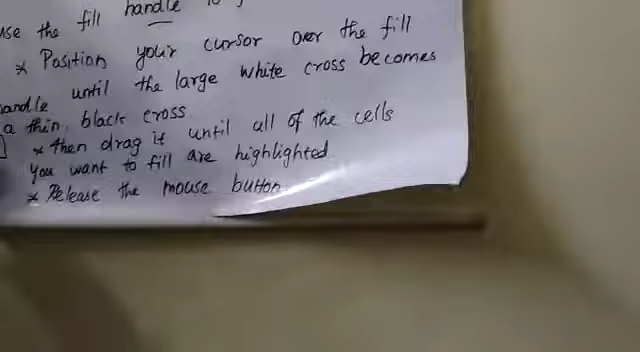 use the fill handle to
* Position your cursor over the fill
handle until the large white cross becomes
a thin black cross.
* then drag it until all of the cells
you want to fill are highlighted
* Release the mouse button